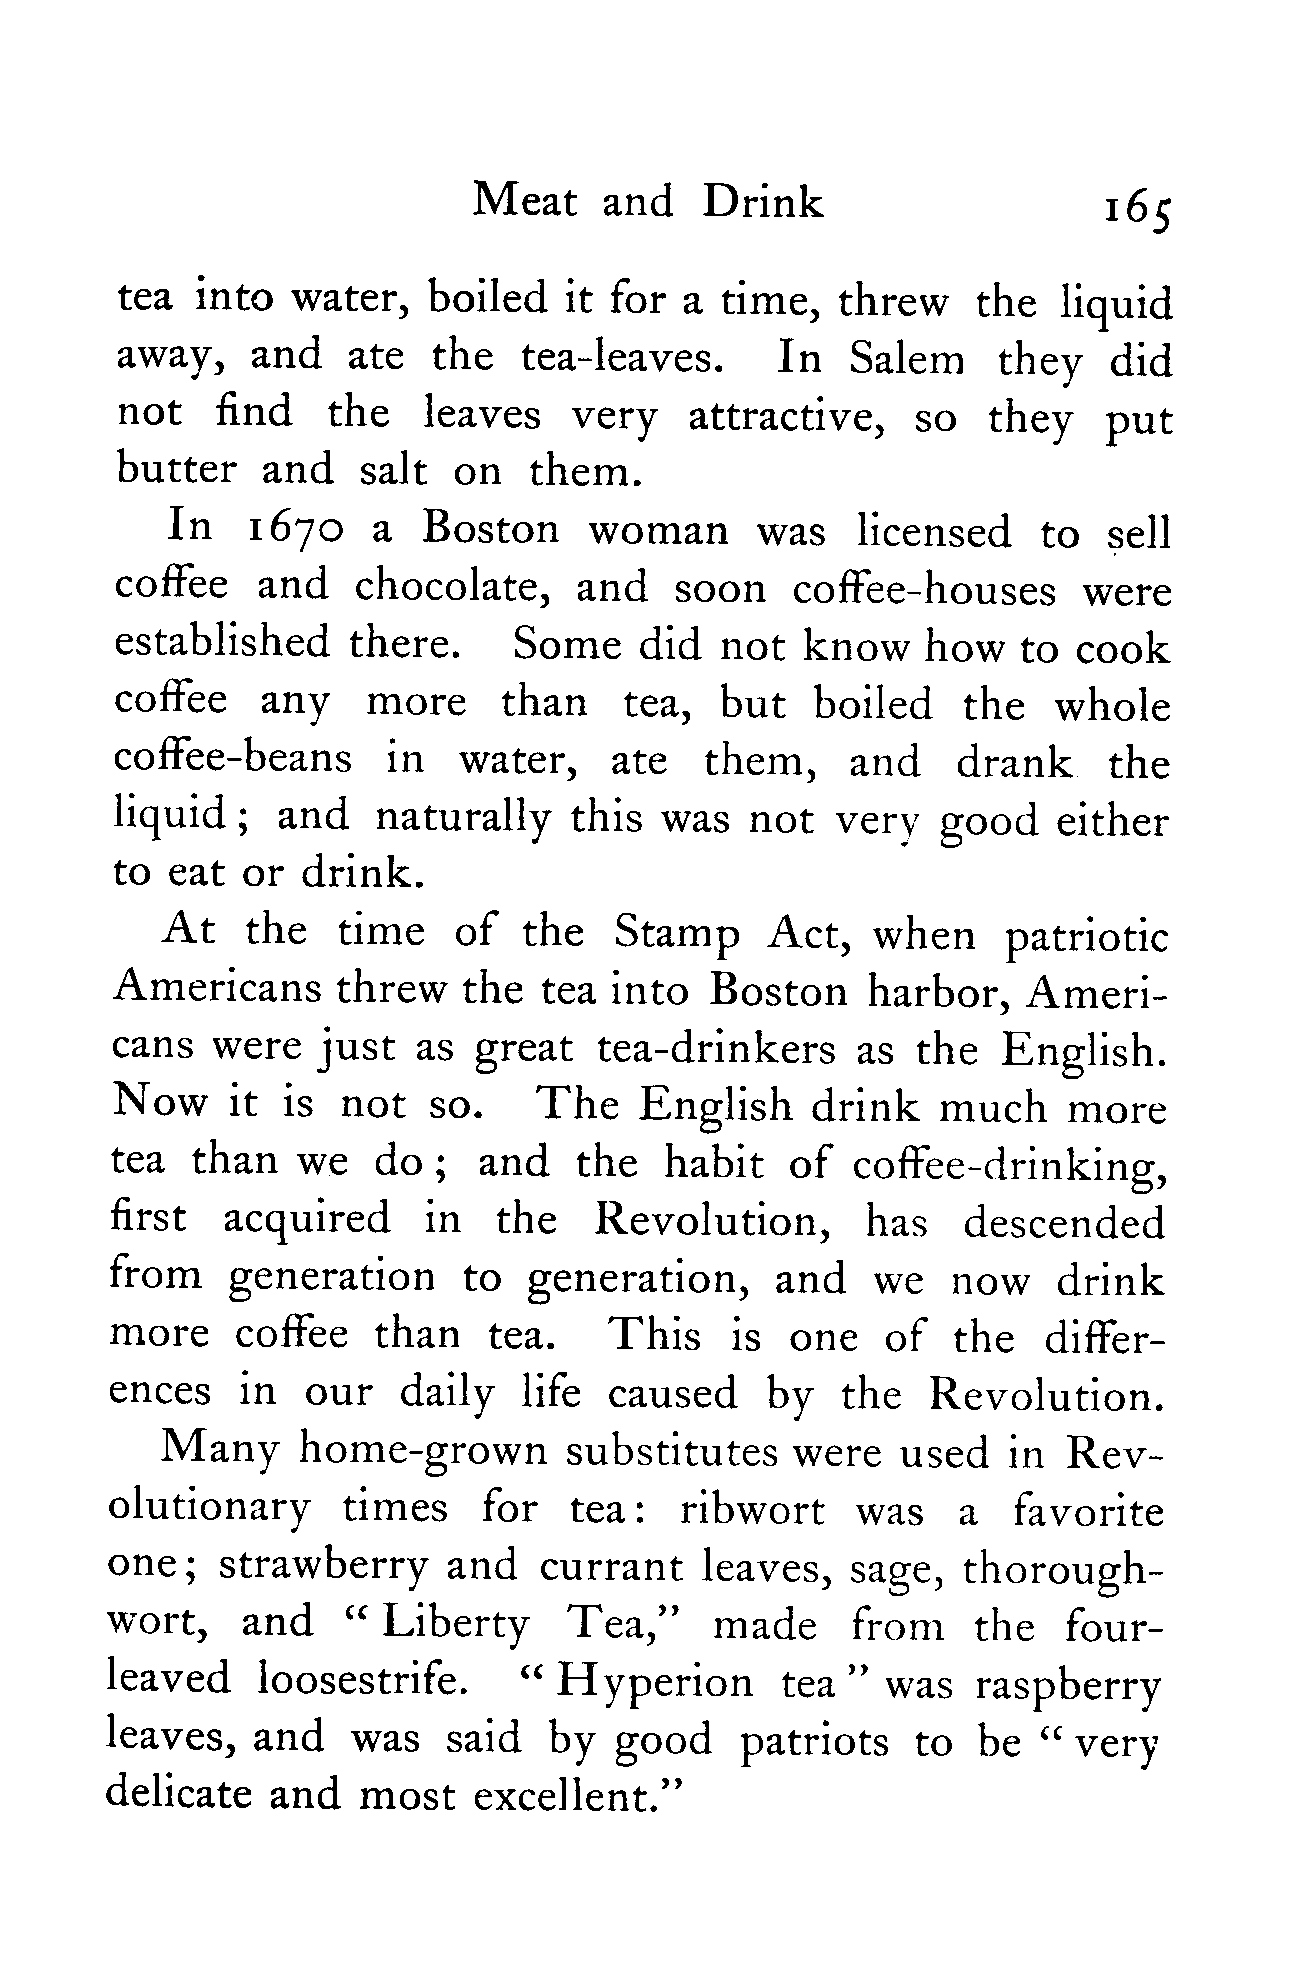 Meat and Drink 165
tea into water, boiled it for a time, threw the liquid
away, and ate the tea-leaves. In Salem they did
not find the leaves very attractive, so they put
butter and salt on them.
In 1670 a Boston woman was licensed to sell
coffee and chocolate, and soon coffee-houses were
established there. Some did not know how to cook
coffee any more than tea, but boiled the whole
coffee-beans in water, ate them, and drank the
liquid; and naturally this was not very good either
to eat or drink.
At the time of the Stamp Act, when patriotic
Americans threw the tea into Boston harbor, Ameri-
cans were just as great tea-drinkers as the English.
Now it is not so. The English drink much more
tea than we do; and the habit of coffee-drinking,
first acquired in the Revolution, has descended
from generation to generation, and we now drink
more coffee than tea. This is one of the differ-
ences in our daily life caused by the Revolution.
Many home-grown substitutes were used in Rev-
olutionary times for tea: ribwort was a favorite
one; strawberry and currant leaves, sage, thorough-
wort, and "Liberty Tea," made from the four-
leaved loosestrife. "Hyperion tea" was raspberry
leaves, and was said by good patriots to be "very
delicate and most excellent."